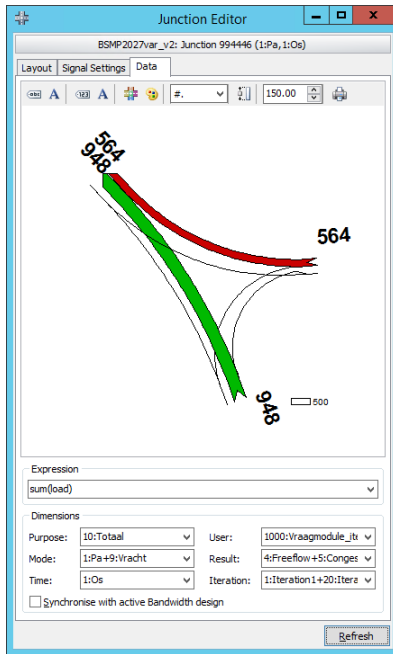 Junction Editor
BSMP2027var_v2: Junction 994446 (1:Pa,1:Os)
Layout Signal Settings Data
abc A 123 A #. 150.00
564
948
564
948
500
Expression
sum(load)
Dimensions
Purpose: 10:Totaal User: 1000:Vraagmodule_ite
Mode: 1:Pa+9:Vracht Result: 4:Freeflow+5:Conges
Time: 1:Os Iteration: 1:Iteration1+20:Itera
Synchronise with active Bandwidth design
Refresh